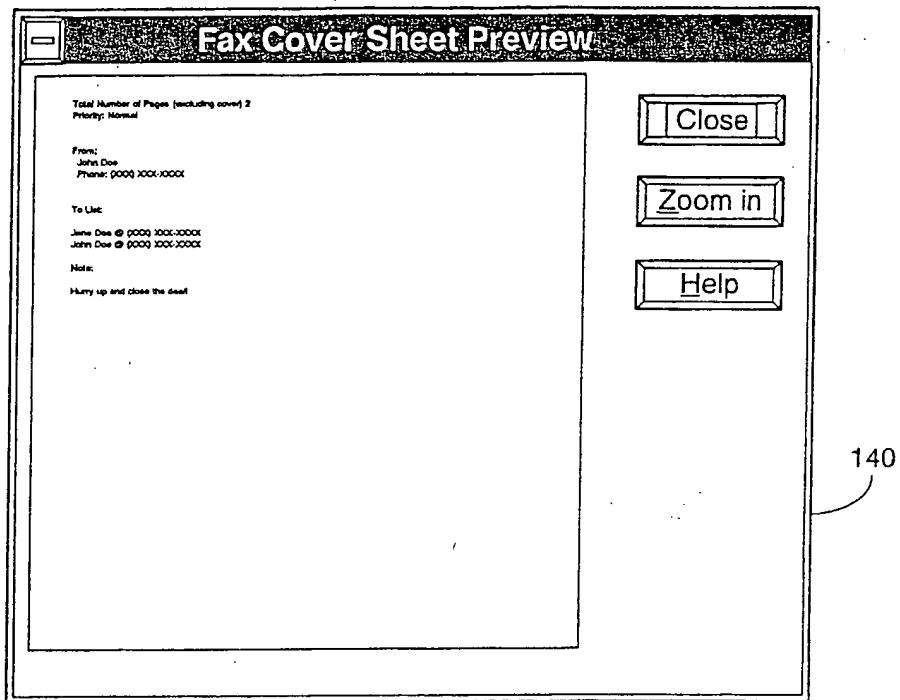 Fax Cover Sheet Preview
Total Number of Pages (excluding cover) 2
Priority: Normal
From:
John Doe
Phone: (XXX) XXX-XXXX
To List:
Jane Doe @ (XXX) XXX-XXXX
John Doe @ (XXX) XXX-XXXX
Note:
Hurry up and close the deal!
Close
Zoom in
Help
140